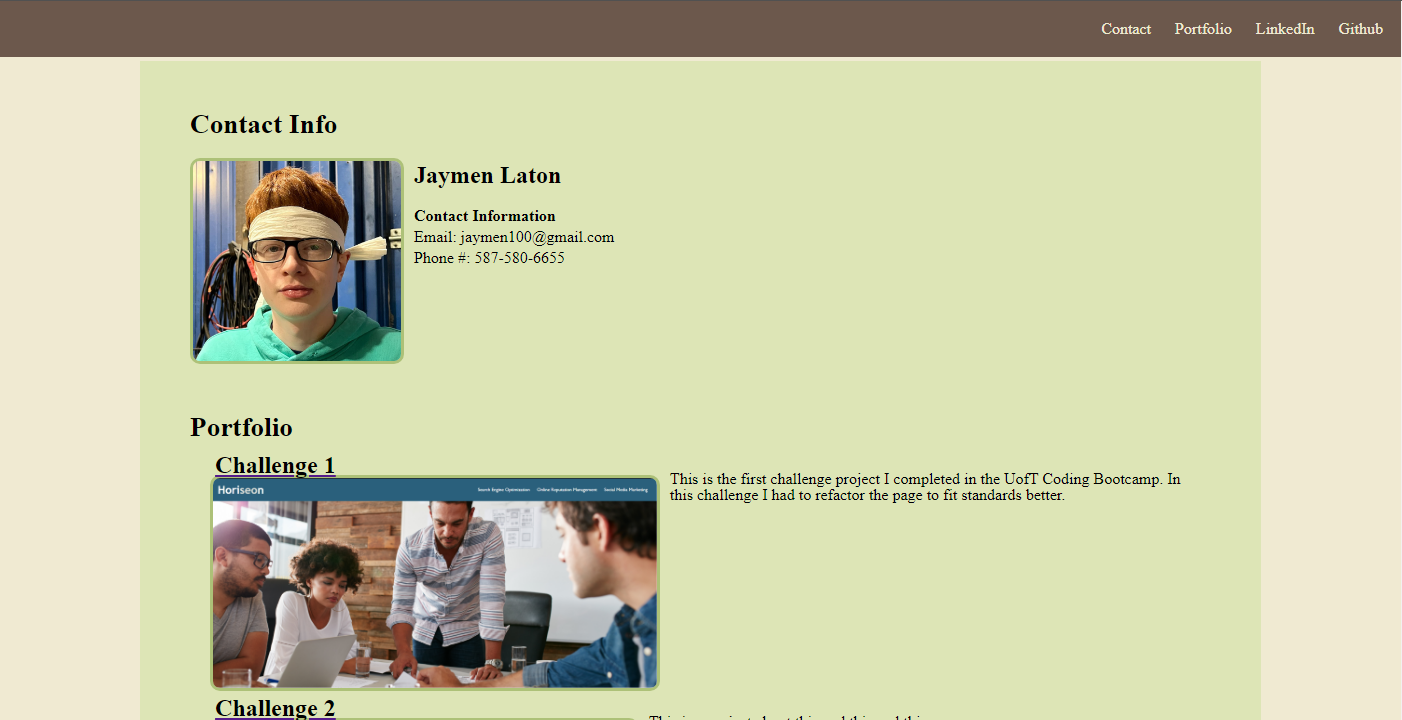 Contact Portfolio LinkedIn Github
Contact Info
Jaymen Laton
Contact Information
Email: jaymen100@gmail.com
Phone #: 587-580-6655
Portfolio
Challenge 1
This is the first challenge project I completed in the UofT Coding Bootcamp. In
this challenge I had to refactor the page to fit standards better.
Horiseon Search Engine Optimization Online Reputation Management Social Media Marketing
Challenge 2